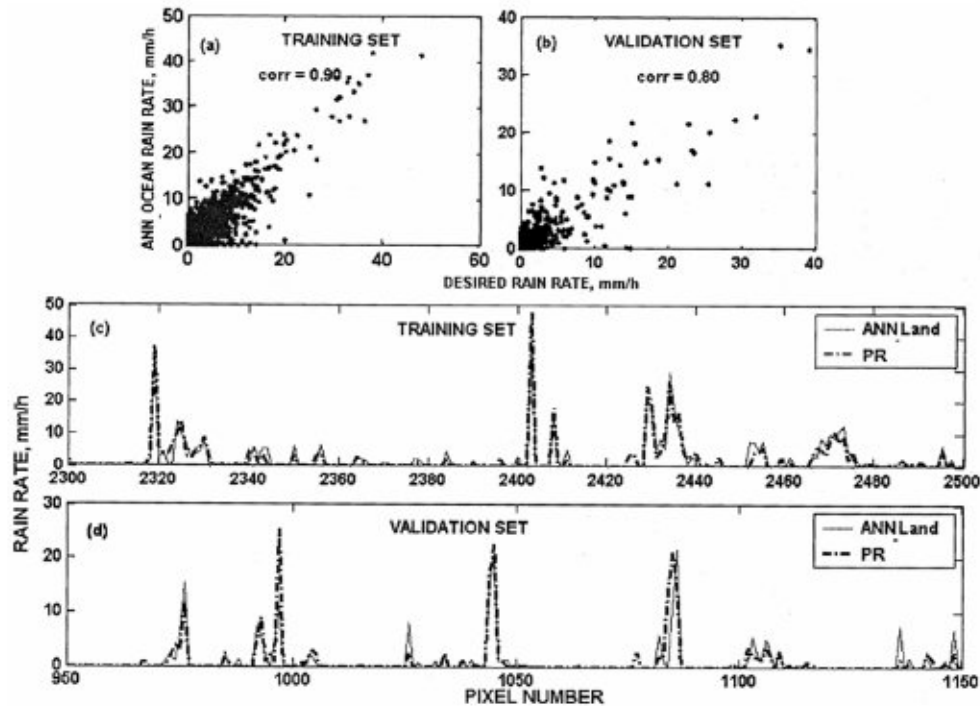 (a) TRAINING SET
corr = 0.90
50
40
30
20
10
0
0 20 40 60
ANN OCEAN RAIN RATE, mm/h
(b) VALIDATION SET
corr = 0.80
40
30
20
10
0
0 10 20 30 40
DESIRED RAIN RATE, mm/h
(c) TRAINING SET
ANN Land
PR
50
40
30
20
10
0
2300 2320 2340 2360 2380 2400 2420 2440 2460 2480 2500
RAIN RATE, mm/h
(d) VALIDATION SET
ANN Land
PR
30
20
10
0
950 1000 1050 1100 1150
PIXEL NUMBER